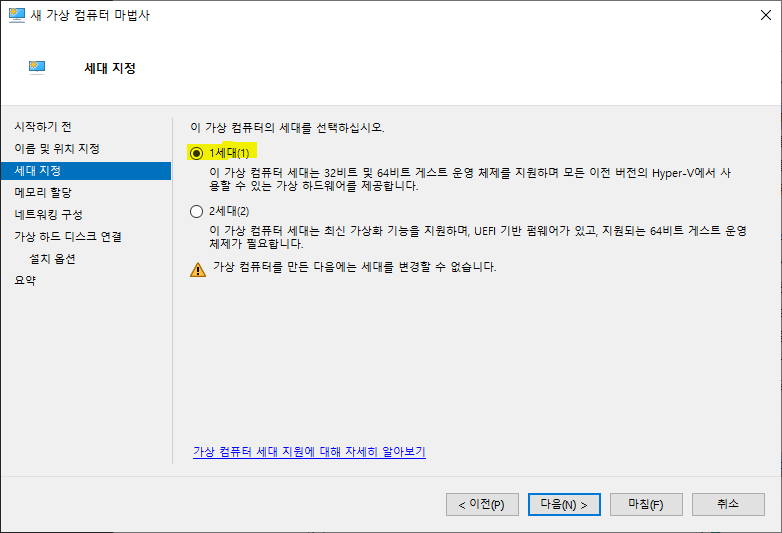 새 가상 컴퓨터 마법사
세대 지정
시작하기 전
이름 및 위치 지정
세대 지정
메모리 할당
네트워킹 구성
가상 하드 디스크 연결
설치 옵션
요약
이 가상 컴퓨터의 세대를 선택하십시오.
1세대(1)
이 가상 컴퓨터 세대는 32비트 및 64비트 게스트 운영 체제를 지원하며 모든 이전 버전의 Hyper-V에서 사
용할 수 있는 가상 하드웨어를 제공합니다.
2세대(2)
이 가상 컴퓨터 세대는 최신 가상화 기능을 지원하며, UEFI 기반 펌웨어가 있고, 지원되는 64비트 게스트 운영
체제가 필요합니다.
가상 컴퓨터를 만든 다음에는 세대를 변경할 수 없습니다.
가상 컴퓨터 세대 지원에 대해 자세히 알아보기
< 이전(P)
다음(N) >
마침(F)
취소